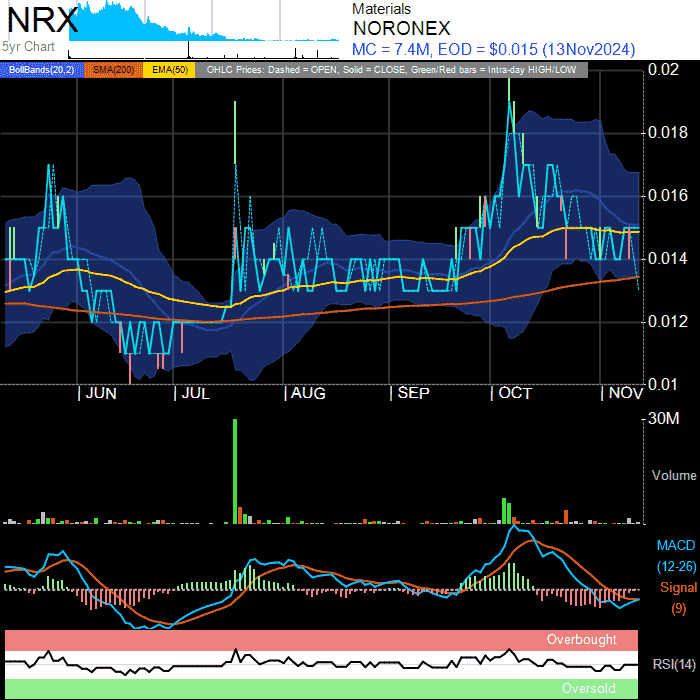 NRX
5yr Chart
Materials
NORONEX
MC = 7.4M, EOD = $0.015 (13Nov2024)
BollBands(20,2) SMA(200) EMA(50) OHLC Prices: Dashed = OPEN, Solid = CLOSE, Green/Red bars = Intra-day HIGH/LOW
0.02
0.018
0.016
0.014
0.012
0.01
| JUN | JUL | AUG | SEP | OCT | NOV
30M
Volume
MACD
(12-26)
Signal
(9)
Overbought
RSI(14)
Oversold